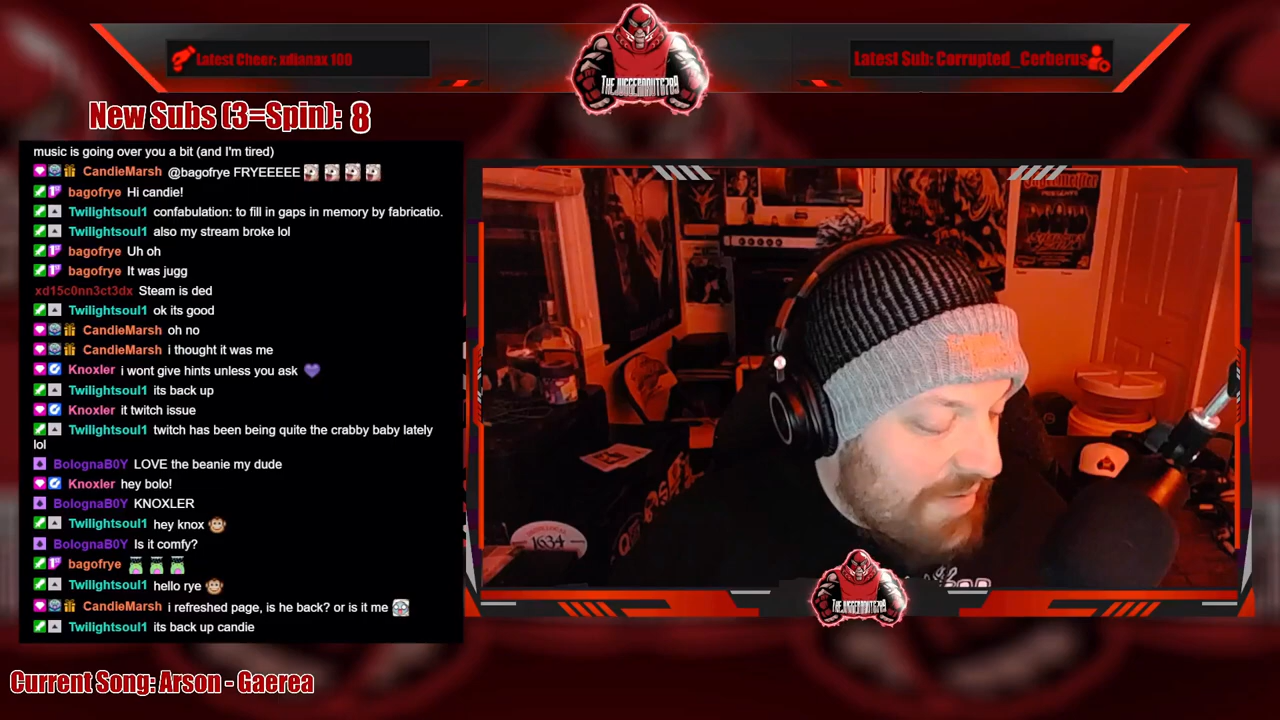 Latest Cheer: xdianax 100
THEJUGGERNAUT6789
Latest Sub: Corrupted_Cerberus
New Subs (3=Spin): 8
music is going over you a bit (and I'm tired)
CandleMarsh @bagofrye FRYEEEEE
bagofrye Hi candie!
Twilightsoul1 confabulation: to fill in gaps in memory by fabricatio.
Twilightsoul1 also my stream broke lol
bagofrye Uh oh
bagofrye It was jugg
xd15c0nn3ct3dx Steam is ded
Twilightsoul1 ok its good
CandleMarsh oh no
CandleMarsh i thought it was me
Knoxler i wont give hints unless you ask
Twilightsoul1 its back up
Knoxler it twitch issue
Twilightsoul1 twitch has been being quite the crabby baby lately
lol
BolognaB0Y LOVE the beanie my dude
Knoxler hey bolo!
BolognaB0Y KNOXLER
Twilightsoul1 hey knox
BolognaB0Y Is it comfy?
bagofrye
Twilightsoul1 hello rye
CandleMarsh i refreshed page, is he back? or is it me
Twilightsoul1 its back up candie
Jägermeister
1634
THEJUGGERNAUT6789
Current Song: Arson - Gaerea